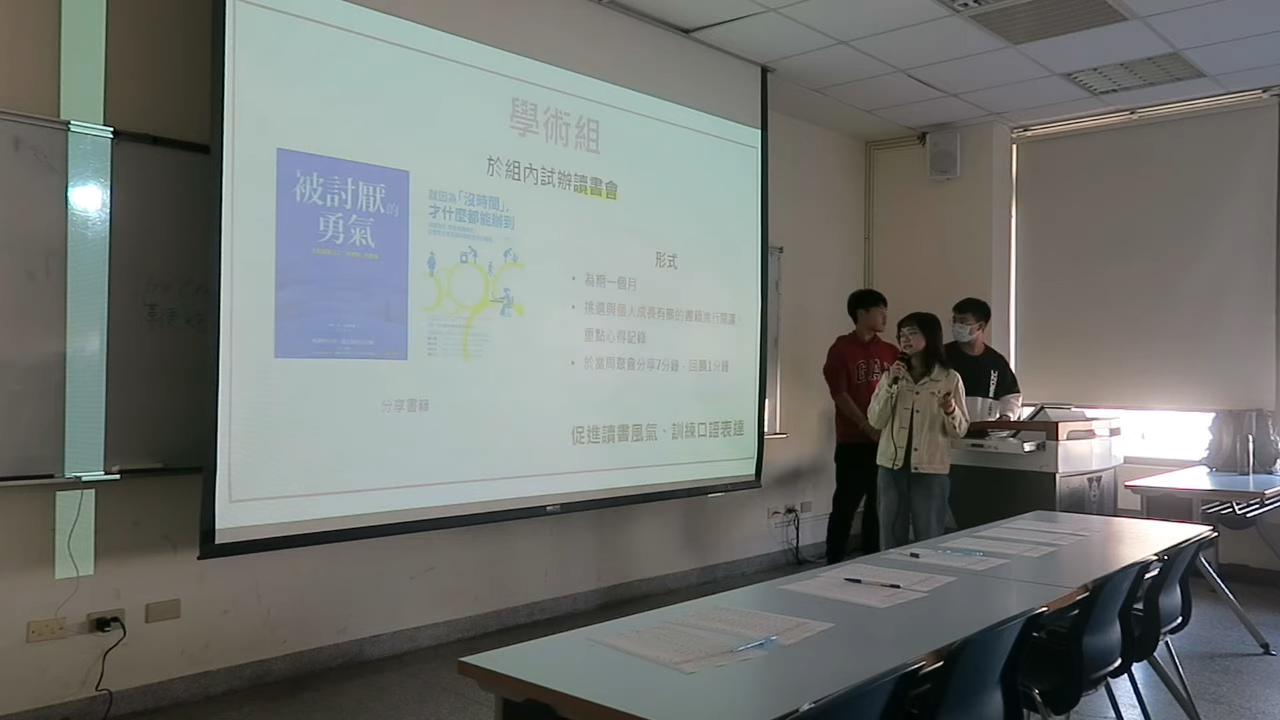 學術組
於組內試辦讀書會
被討厭的
勇氣
就因為「沒時間」,
才什麼都能辦到
形式
• 為期一個月
• 挑選與個人成長有關的書籍進行閱讀
重點心得記錄
• 於當周聚會分享7分鐘、回饋1分鐘
分享書籍
促進讀書風氣、訓練口語表達
GAP